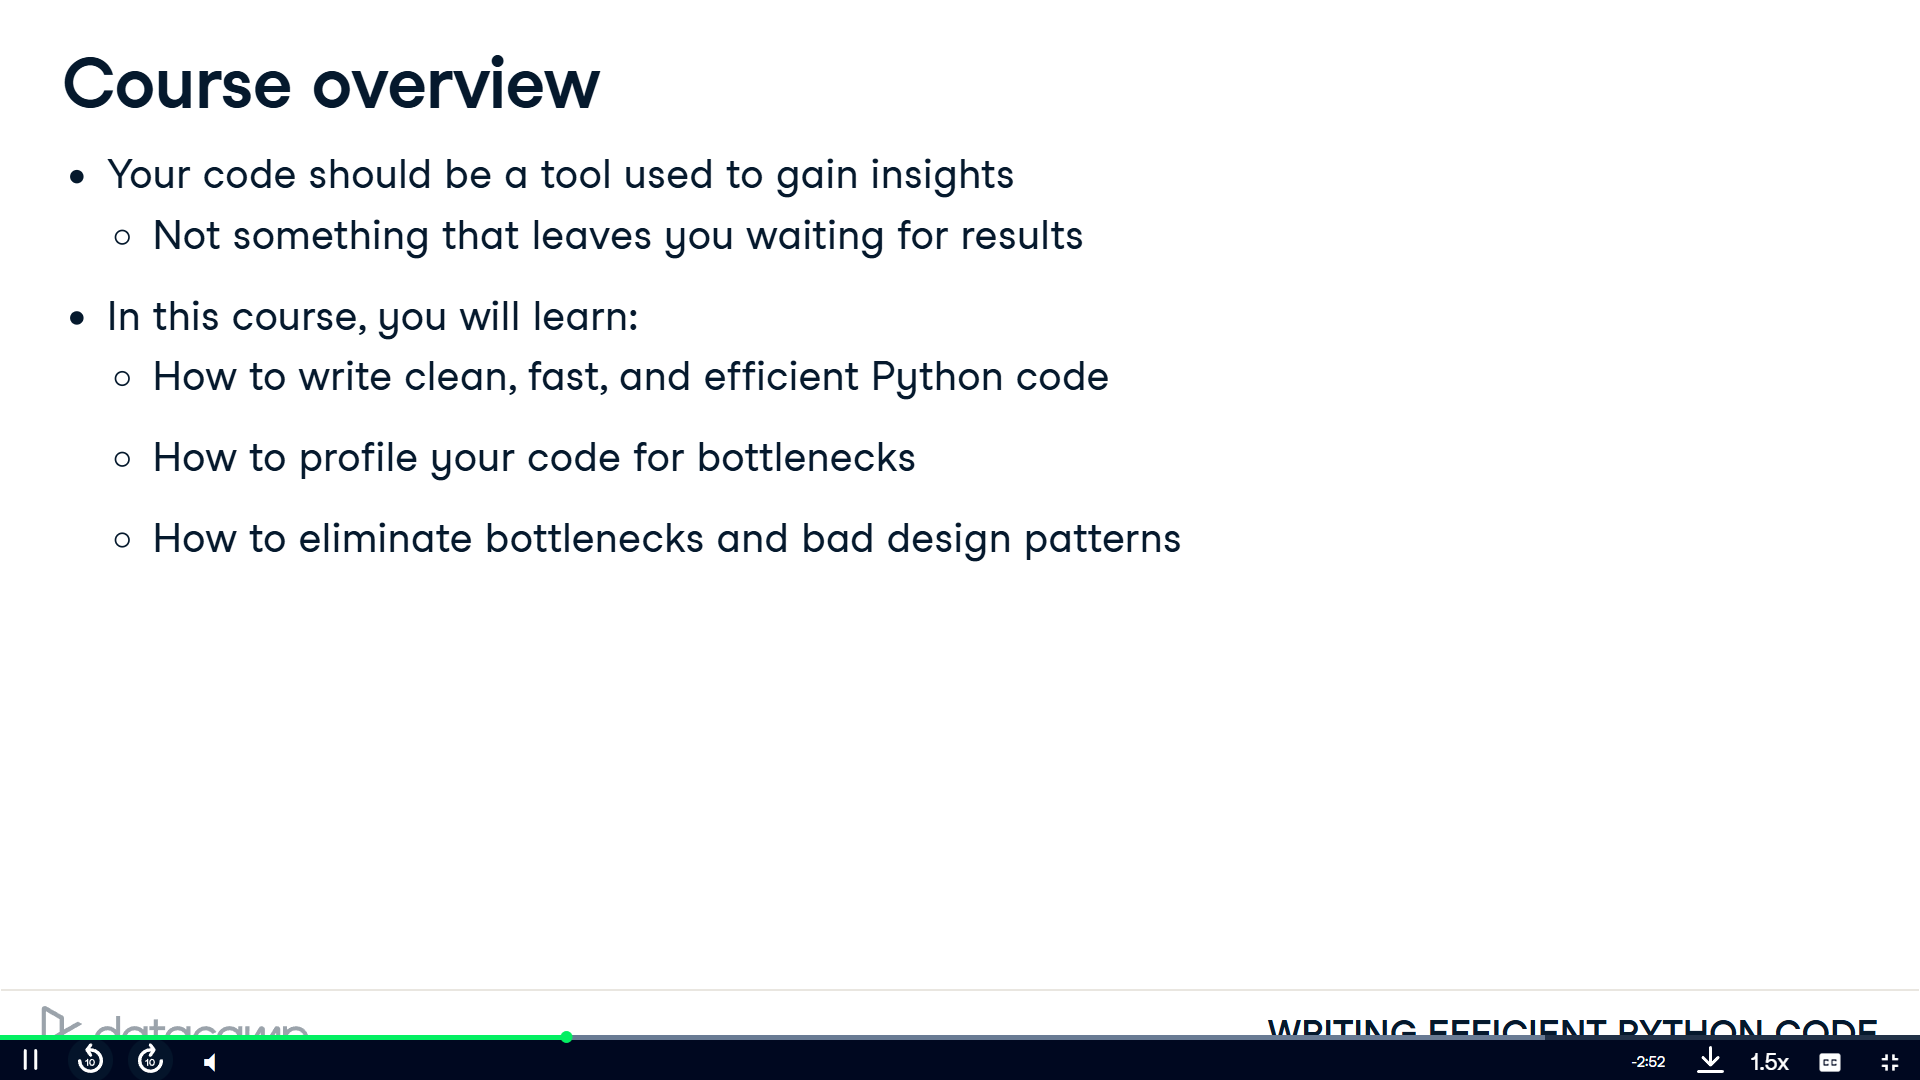 Course overview
• Your code should be a tool used to gain insights
○ Not something that leaves you waiting for results
• In this course, you will learn:
○ How to write clean, fast, and efficient Python code
○ How to profile your code for bottlenecks
○ How to eliminate bottlenecks and bad design patterns
datacamp
WRITING EFFICIENT PYTHON CODE
10
10
-2:52
1.5x
CC